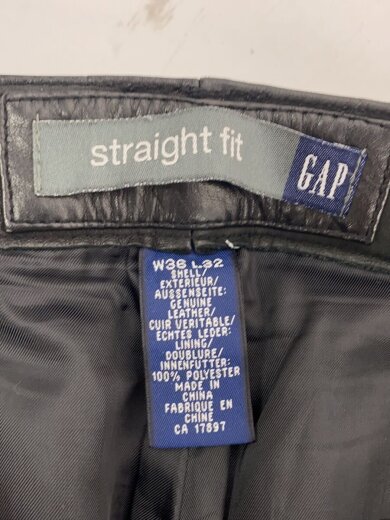 straight fit
GAP
W36 L32
SHELL/
EXTERIEUR/
AUSSENSEITE:
GENUINE
LEATHER/
CUIR VERITABLE/
ECHTES LEDER:
LINING/
DOUBLURE/
INNENFUTTER:
100% POLYESTER
MADE IN
CHINA
FABRIQUE EN
CHINE
CA 17897